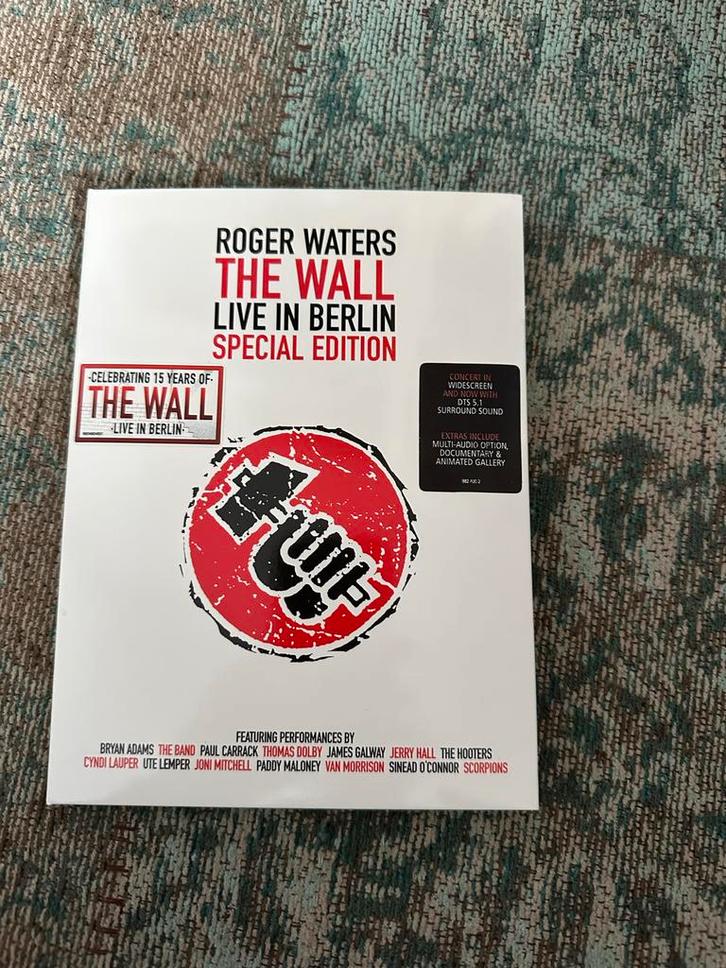 ROGER WATERS
THE WALL
LIVE IN BERLIN
SPECIAL EDITION
·CELEBRATING 15 YEARS OF·
THE WALL
·LIVE IN BERLIN·
CONCERT IN
WIDESCREEN
AND NOW WITH
DTS 5.1
SURROUND SOUND
EXTRAS INCLUDE
MULTI-AUDIO OPTION,
DOCUMENTARY &
ANIMATED GALLERY
FEATURING PERFORMANCES BY
BRYAN ADAMS THE BAND PAUL CARRACK THOMAS DOLBY JAMES GALWAY JERRY HALL THE HOOTERS
CYNDI LAUPER UTE LEMPER JONI MITCHELL PADDY MALONEY VAN MORRISON SINEAD O'CONNOR SCORPIONS